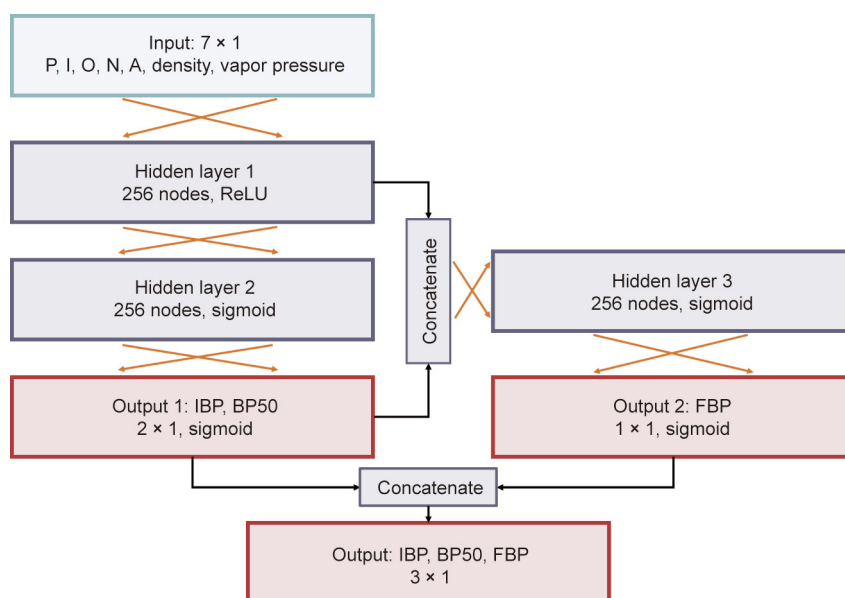 Input: 7 × 1
P, I, O, N, A, density, vapor pressure
Hidden layer 1
256 nodes, ReLU
Hidden layer 2
256 nodes, sigmoid
Output 1: IBP, BP50
2 × 1, sigmoid
Concatenate
Hidden layer 3
256 nodes, sigmoid
Output 2: FBP
1 × 1, sigmoid
Concatenate
Output: IBP, BP50, FBP
3 × 1